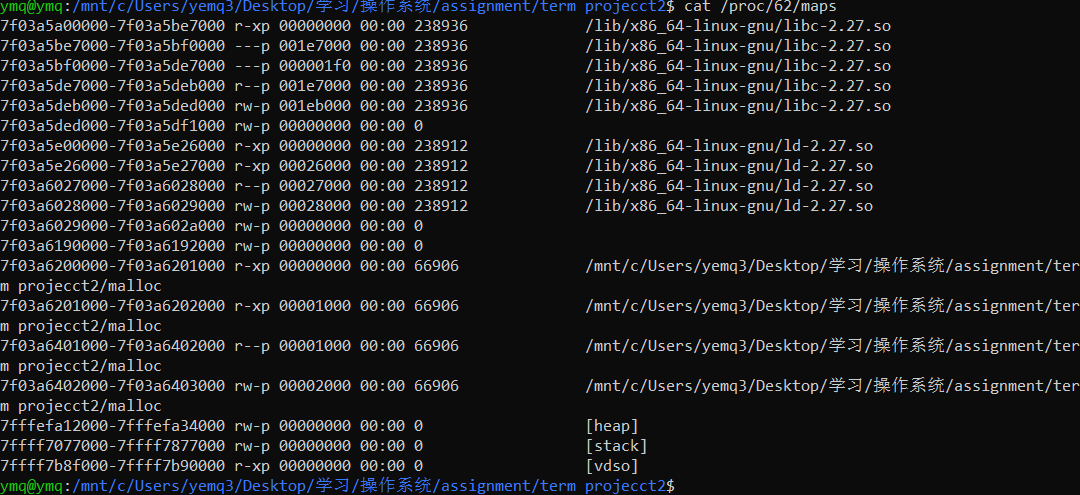 ymq@ymq:/mnt/c/Users/yemq3/Desktop/学习/操作系统/assignment/term projecct2$ cat /proc/62/maps
7f03a5a00000-7f03a5be7000 r-xp 00000000 00:00 238936 /lib/x86_64-linux-gnu/libc-2.27.so
7f03a5be7000-7f03a5bf0000 ---p 001e7000 00:00 238936 /lib/x86_64-linux-gnu/libc-2.27.so
7f03a5bf0000-7f03a5de7000 ---p 000001f0 00:00 238936 /lib/x86_64-linux-gnu/libc-2.27.so
7f03a5de7000-7f03a5deb000 r--p 001e7000 00:00 238936 /lib/x86_64-linux-gnu/libc-2.27.so
7f03a5deb000-7f03a5ded000 rw-p 001eb000 00:00 238936 /lib/x86_64-linux-gnu/libc-2.27.so
7f03a5ded000-7f03a5df1000 rw-p 00000000 00:00 0
7f03a5e00000-7f03a5e26000 r-xp 00000000 00:00 238912 /lib/x86_64-linux-gnu/ld-2.27.so
7f03a5e26000-7f03a5e27000 r-xp 00026000 00:00 238912 /lib/x86_64-linux-gnu/ld-2.27.so
7f03a6027000-7f03a6028000 r--p 00027000 00:00 238912 /lib/x86_64-linux-gnu/ld-2.27.so
7f03a6028000-7f03a6029000 rw-p 00028000 00:00 238912 /lib/x86_64-linux-gnu/ld-2.27.so
7f03a6029000-7f03a602a000 rw-p 00000000 00:00 0
7f03a6190000-7f03a6192000 rw-p 00000000 00:00 0
7f03a6200000-7f03a6201000 r-xp 00000000 00:00 66906 /mnt/c/Users/yemq3/Desktop/学习/操作系统/assignment/ter
m projecct2/malloc
7f03a6201000-7f03a6202000 r-xp 00001000 00:00 66906 /mnt/c/Users/yemq3/Desktop/学习/操作系统/assignment/ter
m projecct2/malloc
7f03a6401000-7f03a6402000 r--p 00001000 00:00 66906 /mnt/c/Users/yemq3/Desktop/学习/操作系统/assignment/ter
m projecct2/malloc
7f03a6402000-7f03a6403000 rw-p 00002000 00:00 66906 /mnt/c/Users/yemq3/Desktop/学习/操作系统/assignment/ter
m projecct2/malloc
7fffefa12000-7fffefa34000 rw-p 00000000 00:00 0 [heap]
7ffff7077000-7ffff7877000 rw-p 00000000 00:00 0 [stack]
7ffff7b8f000-7ffff7b90000 r-xp 00000000 00:00 0 [vdso]
ymq@ymq:/mnt/c/Users/yemq3/Desktop/学习/操作系统/assignment/term projecct2$